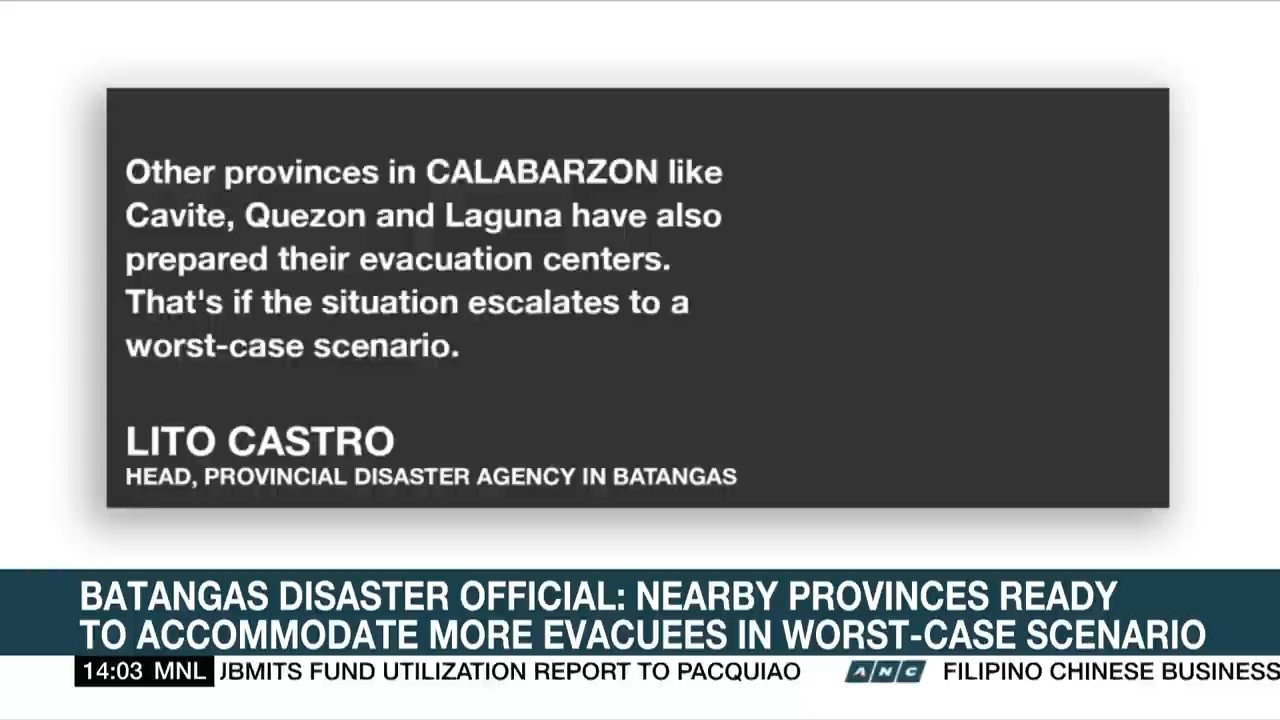 Other provinces in CALABARZON like
Cavite, Quezon and Laguna have also
prepared their evacuation centers.
That's if the situation escalates to a
worst-case scenario.
LITO CASTRO
HEAD, PROVINCIAL DISASTER AGENCY IN BATANGAS
BATANGAS DISASTER OFFICIAL: NEARBY PROVINCES READY
TO ACCOMMODATE MORE EVACUEES IN WORST-CASE SCENARIO
14:03 MNL JBMITS FUND UTILIZATION REPORT TO PACQUIAO ANC FILIPINO CHINESE BUSINESS